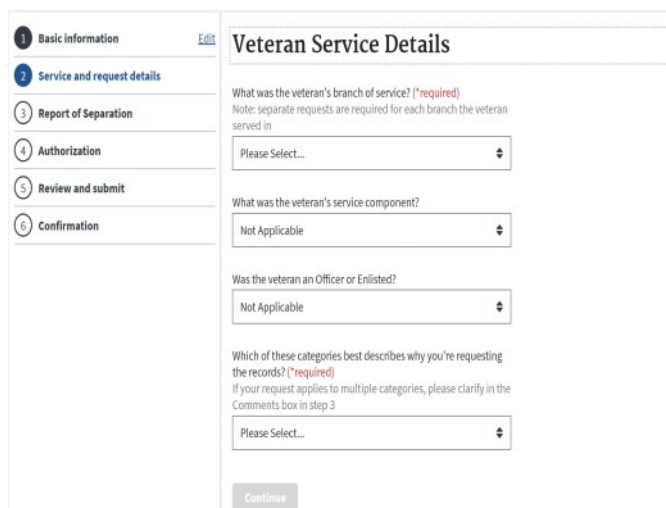 1 Basic information Edit
2 Service and request details
3 Report of Separation
4 Authorization
5 Review and submit
6 Confirmation
Veteran Service Details
What was the veteran's branch of service? (*required)
Note: separate requests are required for each branch the veteran
served in
Please Select...
What was the veteran's service component?
Not Applicable
Was the veteran an Officer or Enlisted?
Not Applicable
Which of these categories best describes why you're requesting
the records? (*required)
If your request applies to multiple categories, please clarify in the
Comments box in step 3
Please Select...
Continue